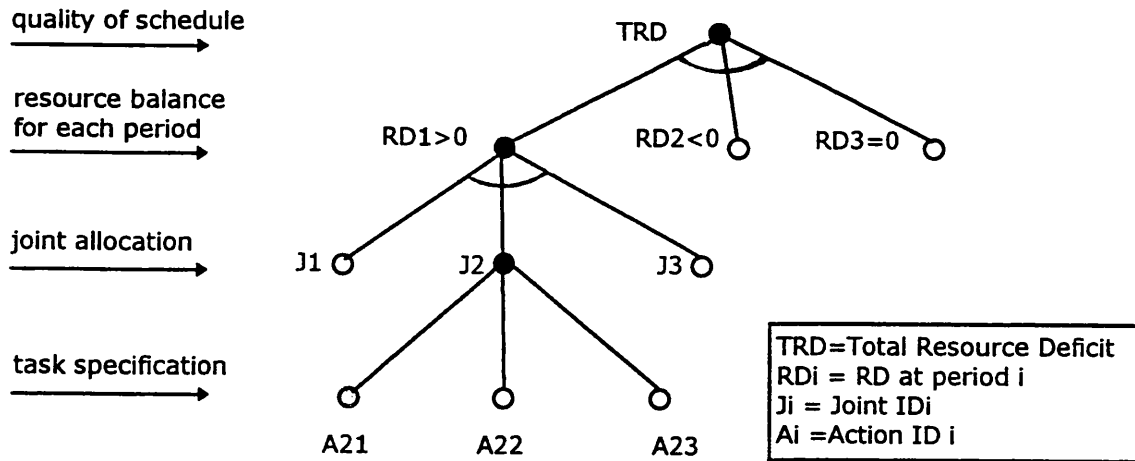 quality of schedule
TRD
resource balance
for each period
RD1>0
RD2<0
RD3=0
joint allocation
J1
J2
J3
task specification
A21
A22
A23
TRD=Total Resource Deficit
RDi = RD at period i
Ji = Joint IDi
Ai =Action ID i